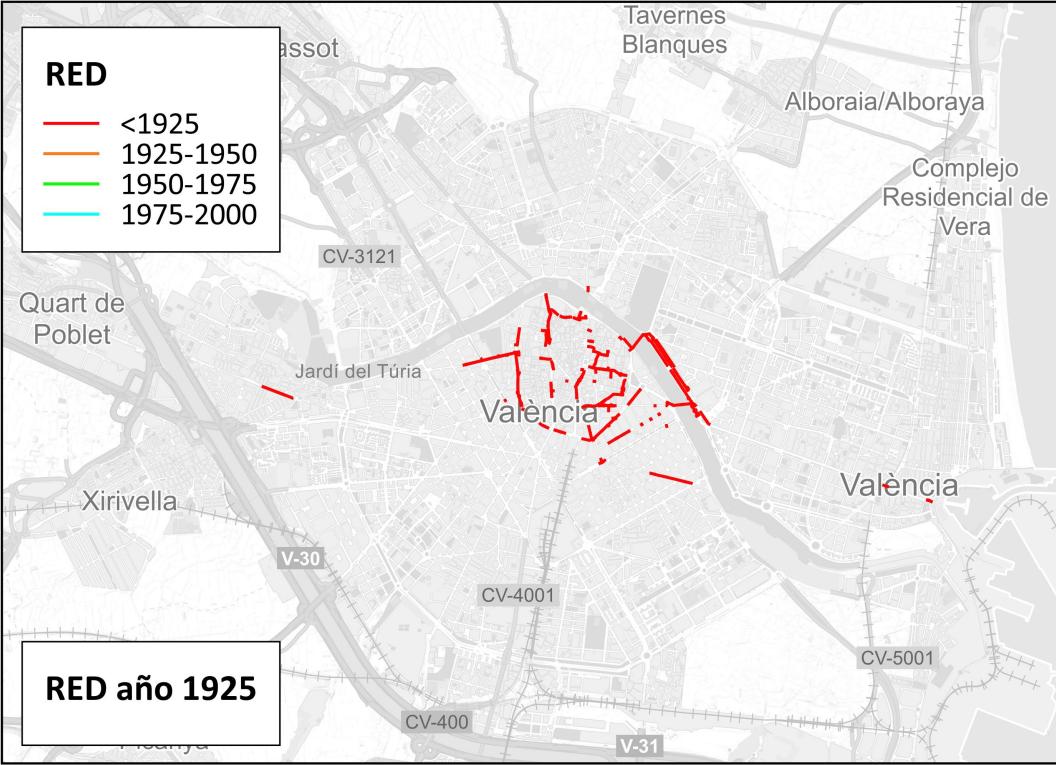 Tavernes
Blanques
assot
RED
<1925
1925-1950
1950-1975
1975-2000
Alboraia/Alboraya
Complejo
Residencial de
Vera
CV-3121
Quart de
Poblet
Jardí del Túria
València
València
Xirivella
V-30
CV-4001
CV-5001
RED año 1925
CV-400
V-31